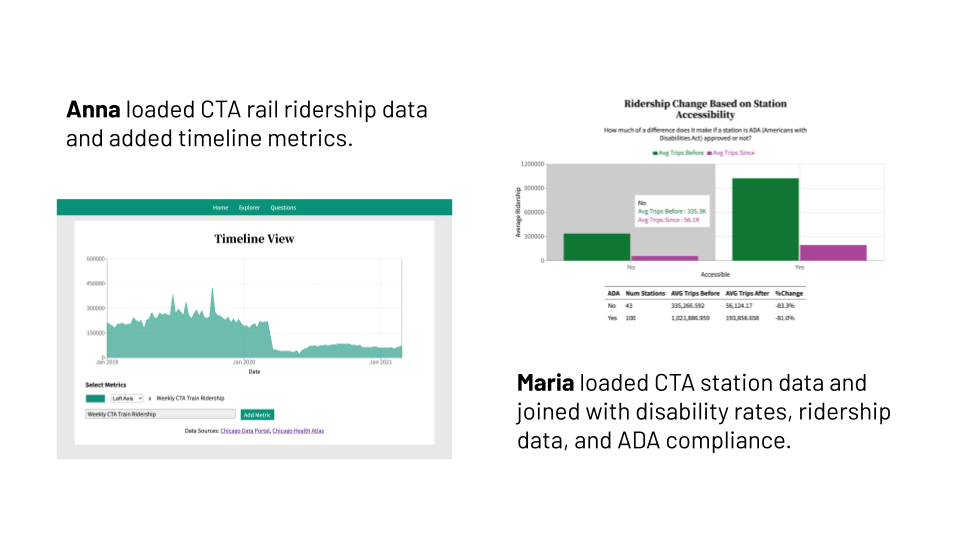 Anna loaded CTA rail ridership data
and added timeline metrics.
Home Explorer Questions
Timeline View
600000
450000
300000
150000
0
Jan 2019 Jan 2020 Jan 2021
Date
Select Metrics
Left Axis x Weekly CTA Train Ridership
Weekly CTA Train Ridership Add Metric
Data Sources: Chicago Data Portal, Chicago Health Atlas
Ridership Change Based on Station
Accessibility
How much of a difference does it make if a station is ADA (Americans with
Disabilities Act) approved or not?
Avg Trips Before Avg Trips Since
1200000
900000
600000
300000
0
Average Ridership
No
Avg Trips Before : 335.3K
Avg Trips Since : 56.1K
No Yes
Accessible
ADA Num Stations AVG Trips Before AVG Trips After %Change
No 43 335,266.592 56,124.17 -83.3%
Yes 100 1,021,886.959 193,858.658 -81.0%
Maria loaded CTA station data and
joined with disability rates, ridership
data, and ADA compliance.